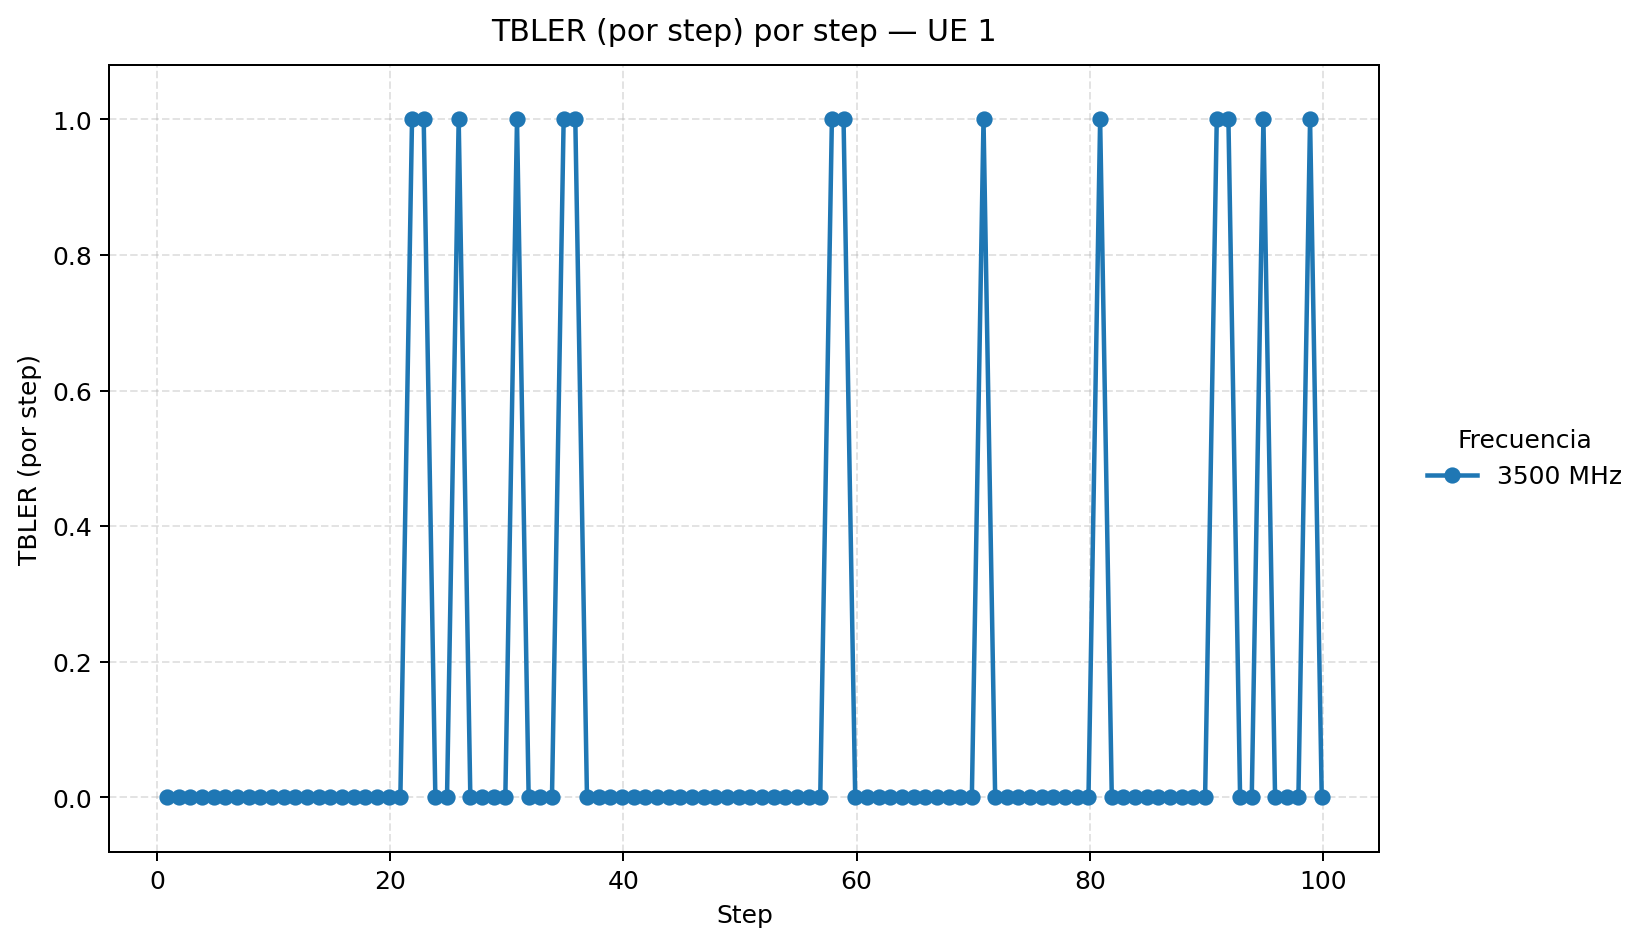 TBLER (por step) por step — UE 1
TBLER (por step)
1.0
0.8
0.6
0.4
0.2
0.0
0 20 40 60 80 100
Step
Frecuencia
3500 MHz